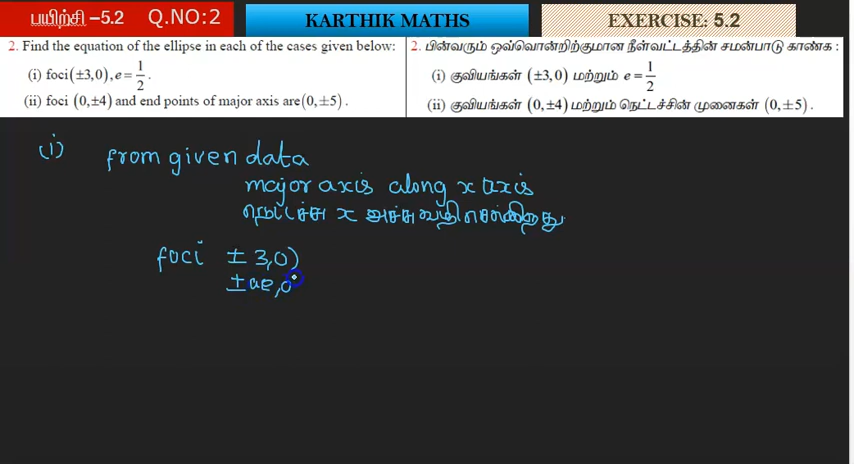 பயிற்சி –5.2 Q.NO:2
KARTHIK MATHS
EXERCISE: 5.2
2. Find the equation of the ellipse in each of the cases given below:
(i) foci (±3,0), e = 1/2.
(ii) foci (0,±4) and end points of major axis are (0,±5).
2. பின்வரும் ஒவ்வொன்றிற்குமான நீள்வட்டத்தின் சமன்பாடு காண்க :
(i) குவியங்கள் (±3,0) மற்றும் e = 1/2
(ii) குவியங்கள் (0,±4) மற்றும் நெட்டச்சின் முனைகள் (0,±5).
(i) from given data
major axis along x axis
நெட்டச்சு x அச்சு வழி செல்கிறது.
foci ± 3,0)
± ae,0